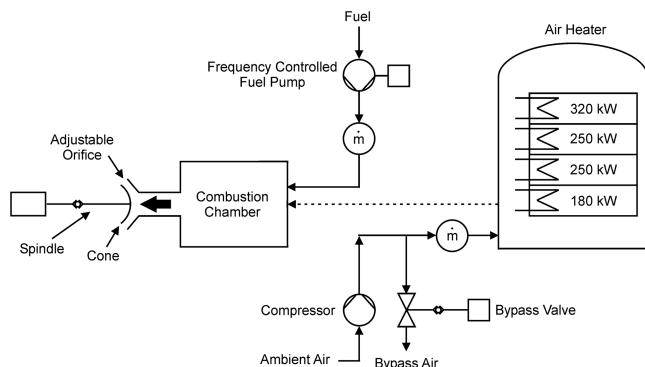 Fuel
Air Heater
Frequency Controlled
Fuel Pump
320 kW
250 kW
250 kW
180 kW
ṁ
Adjustable
Orifice
Combustion
Chamber
Spindle
Cone
ṁ
Compressor
Bypass Valve
Ambient Air
Bypass Air